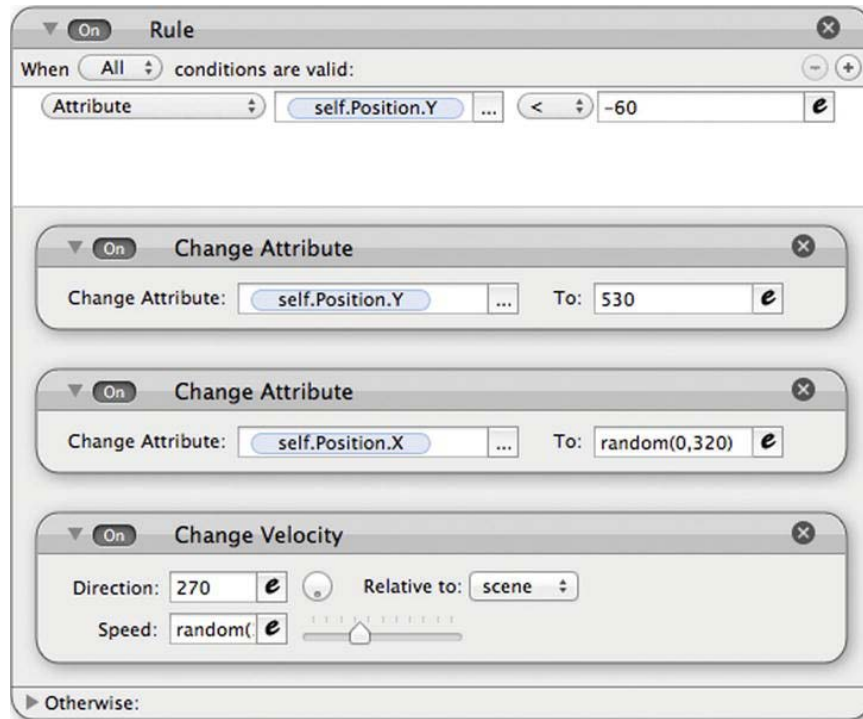 On Rule
When All conditions are valid:
Attribute self.Position.Y ... < -60 e
On Change Attribute
Change Attribute: self.Position.Y ... To: 530 e
On Change Attribute
Change Attribute: self.Position.X ... To: random(0,320) e
On Change Velocity
Direction: 270 e Relative to: scene
Speed: random( e
Otherwise: